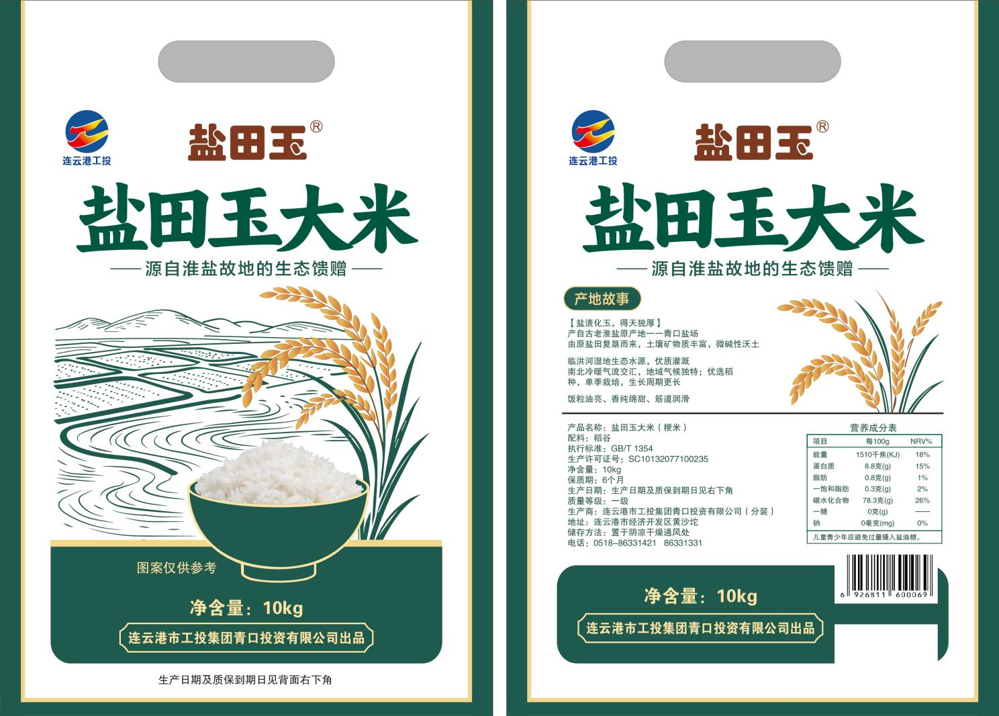 连云港工投
盐田玉®
盐田玉大米
源自淮盐故地的生态馈赠
图案仅供参考
净含量：10kg
连云港市工投集团青口投资有限公司出品
生产日期及质保到期日见背面右下角
连云港工投
盐田玉®
盐田玉大米
源自淮盐故地的生态馈赠
产地故事
【盐渍化玉，得天独厚】
产自古老淮盐原产地一一青口盐场
由原盐田复垦而来，土壤矿物质丰富，微碱性沃土
临洪河湿地生态水源，优质灌溉
南北冷暖气流交汇，地域气候独特；优选稻
种，单季栽培，生长周期更长
饭粒油亮、香纯绵甜、筋道润滑
产品名称：盐田玉大米（粳米）
配料：稻谷
执行标准：GB/T 1354
生产许可证号：SC10132077100235
净含量：10kg
保质期：6个月
生产日期：生产日期及质保到期日见右下角
质量等级：一级
生产商：连云港市工投集团青口投资有限公司（分装）
地址：连云港市经济开发区黄沙坨
储存方法：置于阴凉干燥通风处
电话：0518-86331421 86331331
营养成分表
项目 每100g NRV%
能量 1510千焦(KJ) 18%
蛋白质 8.8克(g) 15%
脂肪 0.8克(g) 1%
一饱和脂肪 0.3克(g) 2%
碳水化合物 78.3克(g) 26%
一糖 0克(g) ——
钠 0毫克(mg) 0%
儿童青少年应避免过量摄入盐油糖。
净含量：10kg
连云港市工投集团青口投资有限公司出品
6 926811 600069